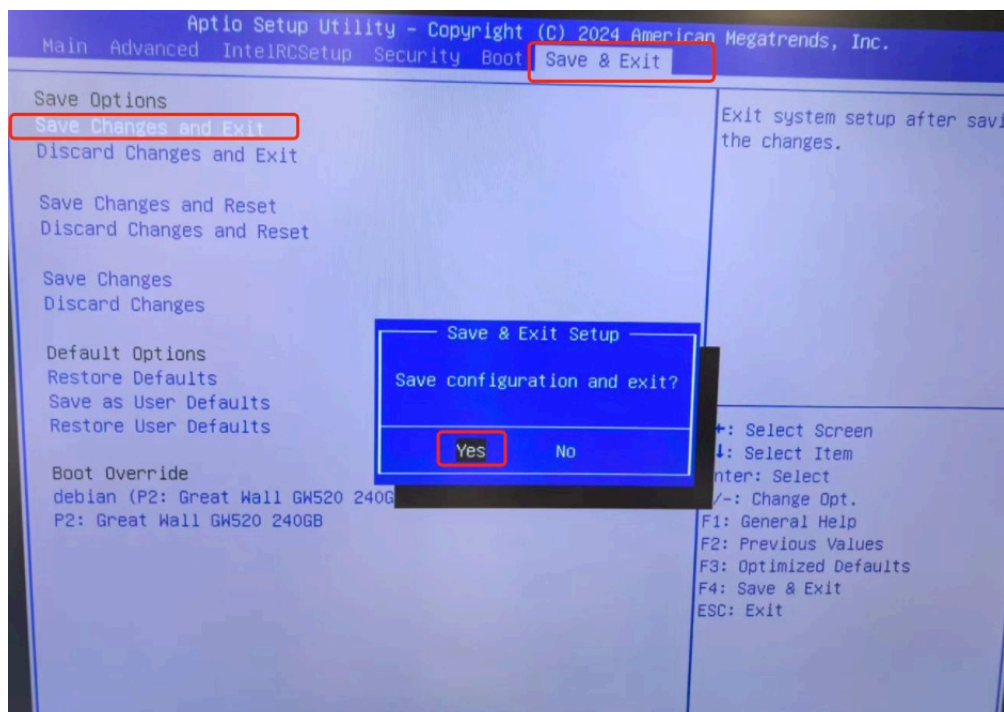 Aptio Setup Utility – Copyright (C) 2024 American Megatrends, Inc.
Main Advanced IntelRCSetup Security Boot Save & Exit
Save Options
Save Changes and Exit
Discard Changes and Exit
Save Changes and Reset
Discard Changes and Reset
Save Changes
Discard Changes
Default Options
Restore Defaults
Save as User Defaults
Restore User Defaults
Boot Override
debian (P2: Great Wall GW520 240G
P2: Great Wall GW520 240GB
Save & Exit Setup
Save configuration and exit?
Yes No
Exit system setup after savi
the changes.
: Select Screen
: Select Item
nter: Select
/-: Change Opt.
F1: General Help
F2: Previous Values
F3: Optimized Defaults
F4: Save & Exit
ESC: Exit